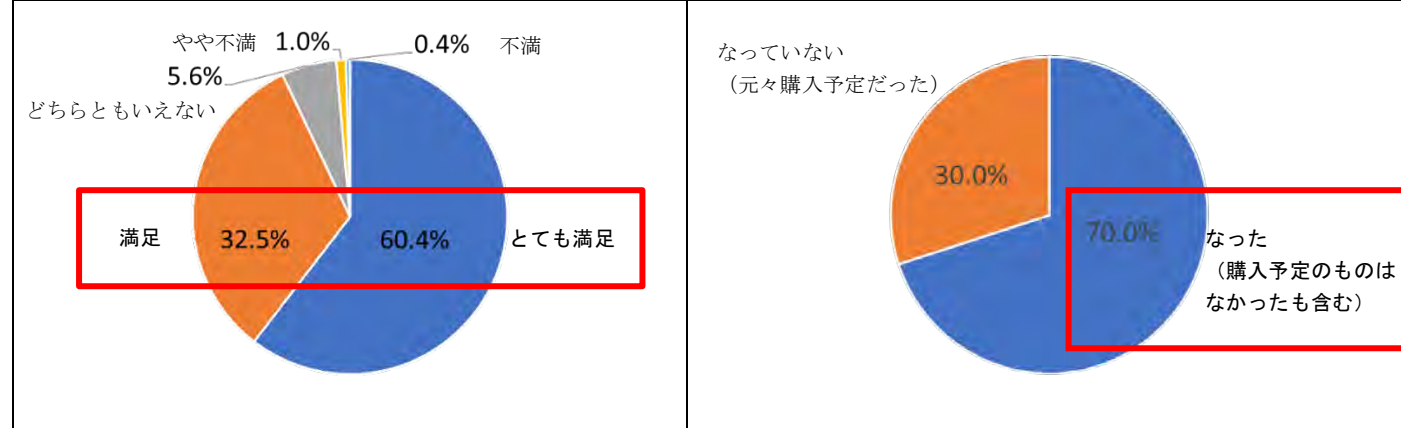 やや不満 1.0% 0.4% 不満
5.6%
どちらともいえない
満足 32.5% 60.4% とても満足
なっていない
(元々購入予定だった)
30.0%
70.0%
なった
(購入予定のものは
なかったも含む)